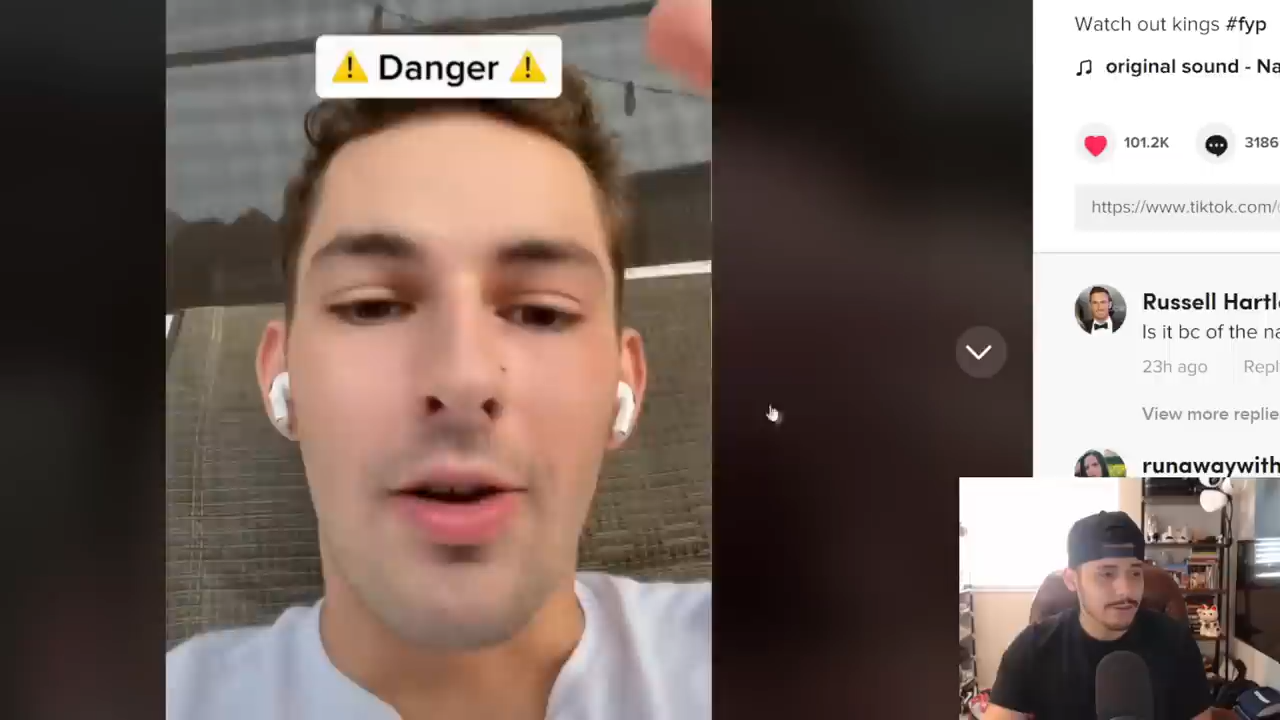 ⚠️ Danger ⚠️
Watch out kings #fyp
original sound - Na
101.2K
3186
https://www.tiktok.com/
Russell Hartl
Is it bc of the na
23h ago
Repl
View more replie
runawaywith